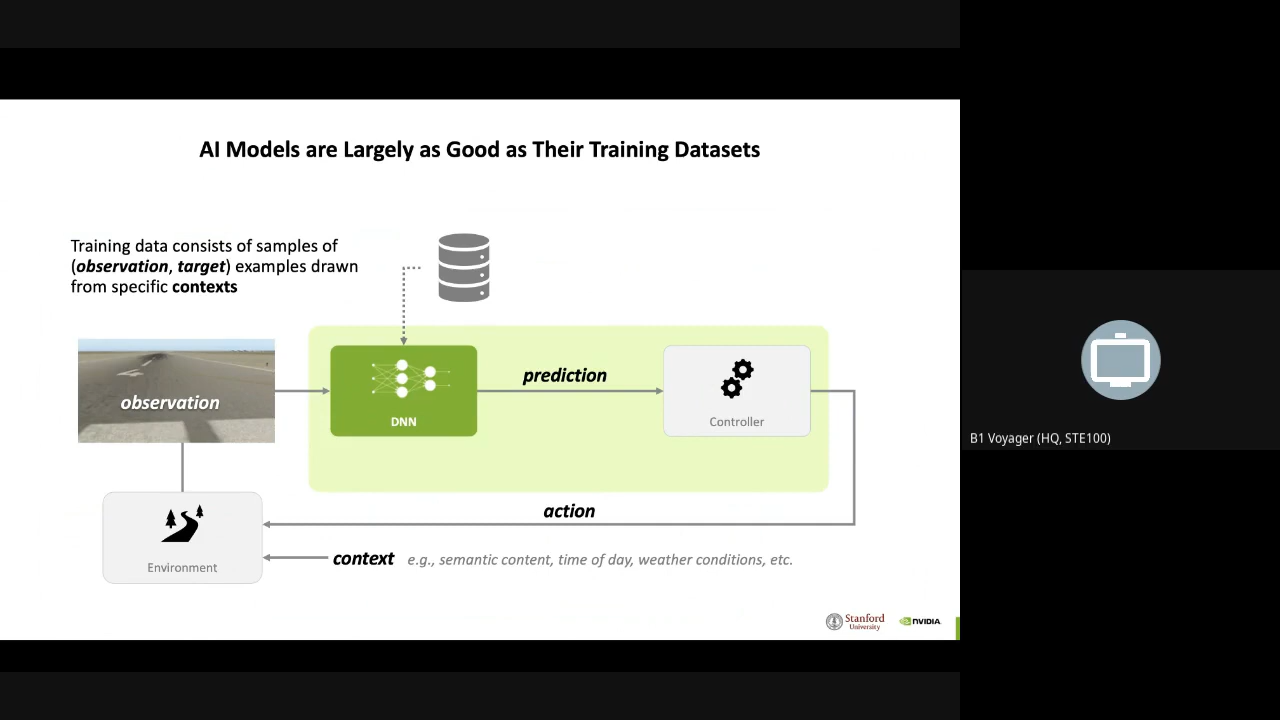 AI Models are Largely as Good as Their Training Datasets
Training data consists of samples of
(observation, target) examples drawn
from specific contexts
observation
DNN
prediction
Controller
action
Environment
context e.g., semantic content, time of day, weather conditions, etc.
Stanford
University
NVIDIA
B1 Voyager (HQ, STE100)